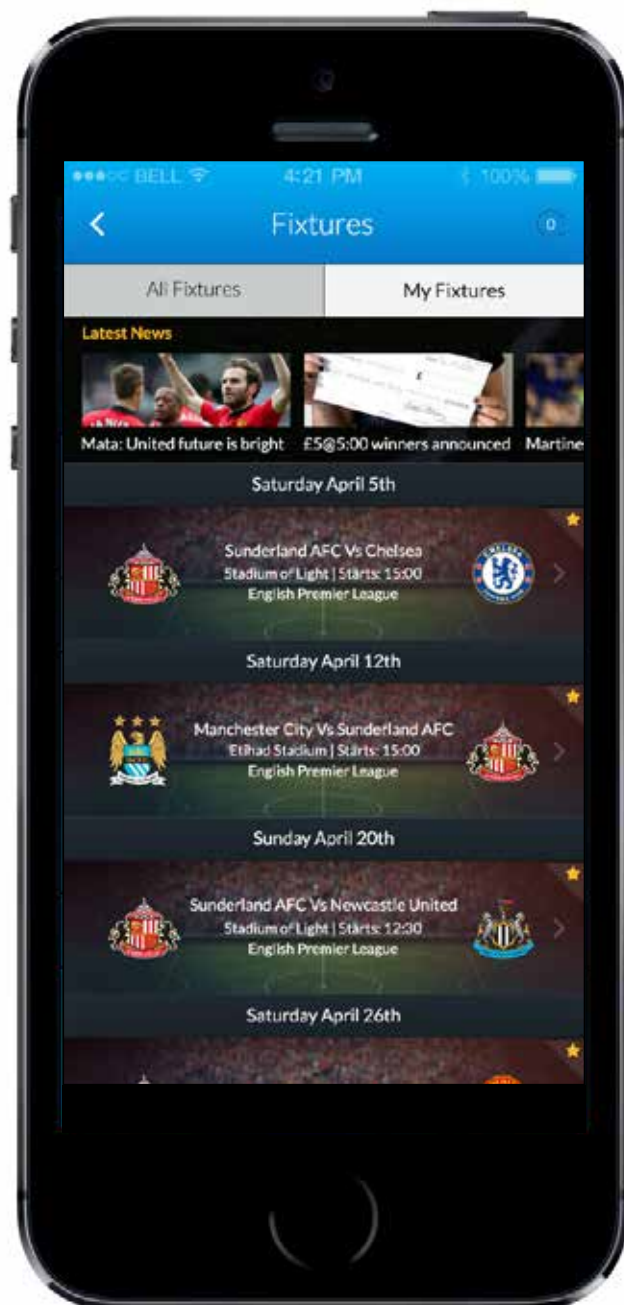 BELL
4:21 PM
100%
Fixtures
0
All Fixtures
My Fixtures
Latest News
Mata: United future is bright
£5@5:00 winners announced
Martine
Saturday April 5th
Sunderland AFC Vs Chelsea
Stadium of Light | Starts: 15:00
English Premier League
Saturday April 12th
Manchester City Vs Sunderland AFC
Etihad Stadium | Starts: 15:00
English Premier League
Sunday April 20th
Sunderland AFC Vs Newcastle United
Stadium of Light | Starts: 12:30
English Premier League
Saturday April 26th